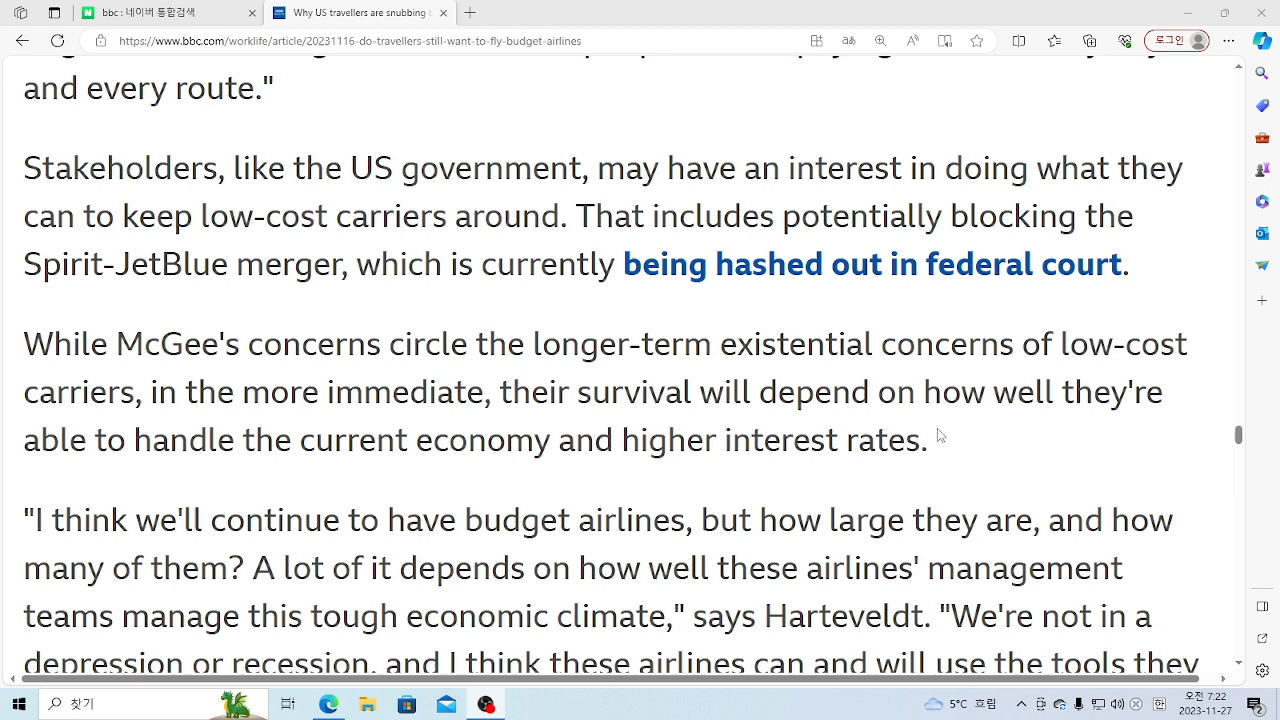 bbc : 네이버 통합검색
Why US travellers are snubbing
https://www.bbc.com/worklife/article/20231116-do-travellers-still-want-to-fly-budget-airlines
로그인
and every route."
Stakeholders, like the US government, may have an interest in doing what they
can to keep low-cost carriers around. That includes potentially blocking the
Spirit-JetBlue merger, which is currently being hashed out in federal court.
While McGee's concerns circle the longer-term existential concerns of low-cost
carriers, in the more immediate, their survival will depend on how well they're
able to handle the current economy and higher interest rates.
"I think we'll continue to have budget airlines, but how large they are, and how
many of them? A lot of it depends on how well these airlines' management
teams manage this tough economic climate," says Harteveldt. "We're not in a
depression or recession, and I think these airlines can and will use the tools they
찾기
5°C 흐림
오전 7:22
2023-11-27
2